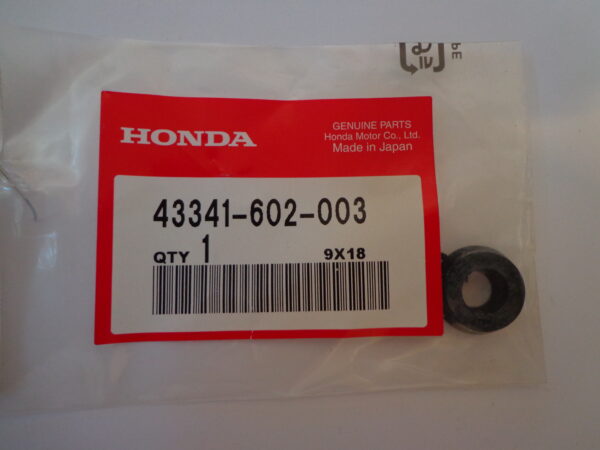 HONDA
GENUINE PARTS
Honda Motor Co., Ltd.
Made in Japan
43341-602-003
QTY 1 9X18